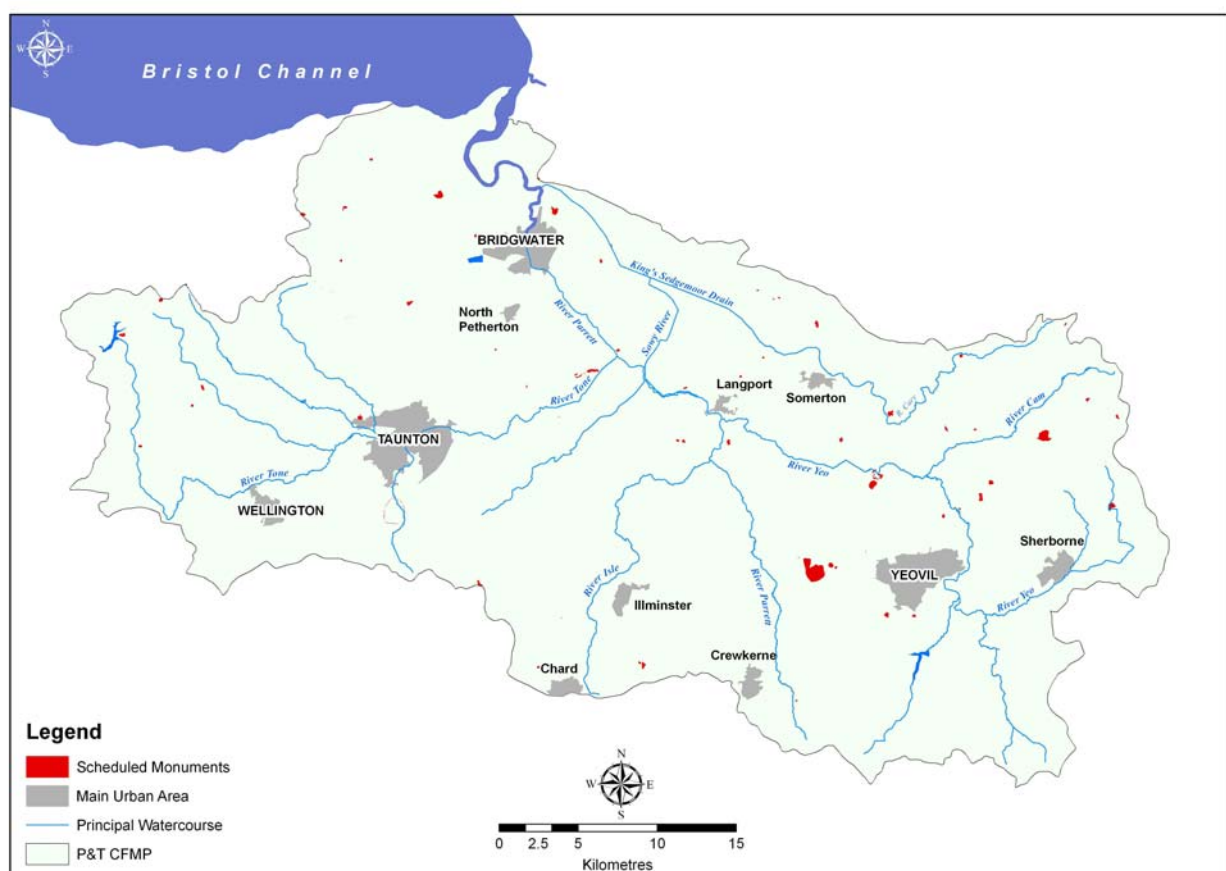 N
W E
S
Bristol Channel
BRIDGWATER
King's Sedgemoor Drain
North
Petherton
River Parrett
Sowy River
River Tone
Langport
Somerton
R. Cary
River Cam
TAUNTON
River Yeo
River Tone
WELLINGTON
Sherborne
YEOVIL
River Isle
River Parrett
River Yeo
Illminster
Crewkerne
Chard
Legend
Scheduled Monuments
Main Urban Area
Principal Watercourse
P&T CFMP
N
W E
S
0 2.5 5 10 15
Kilometres